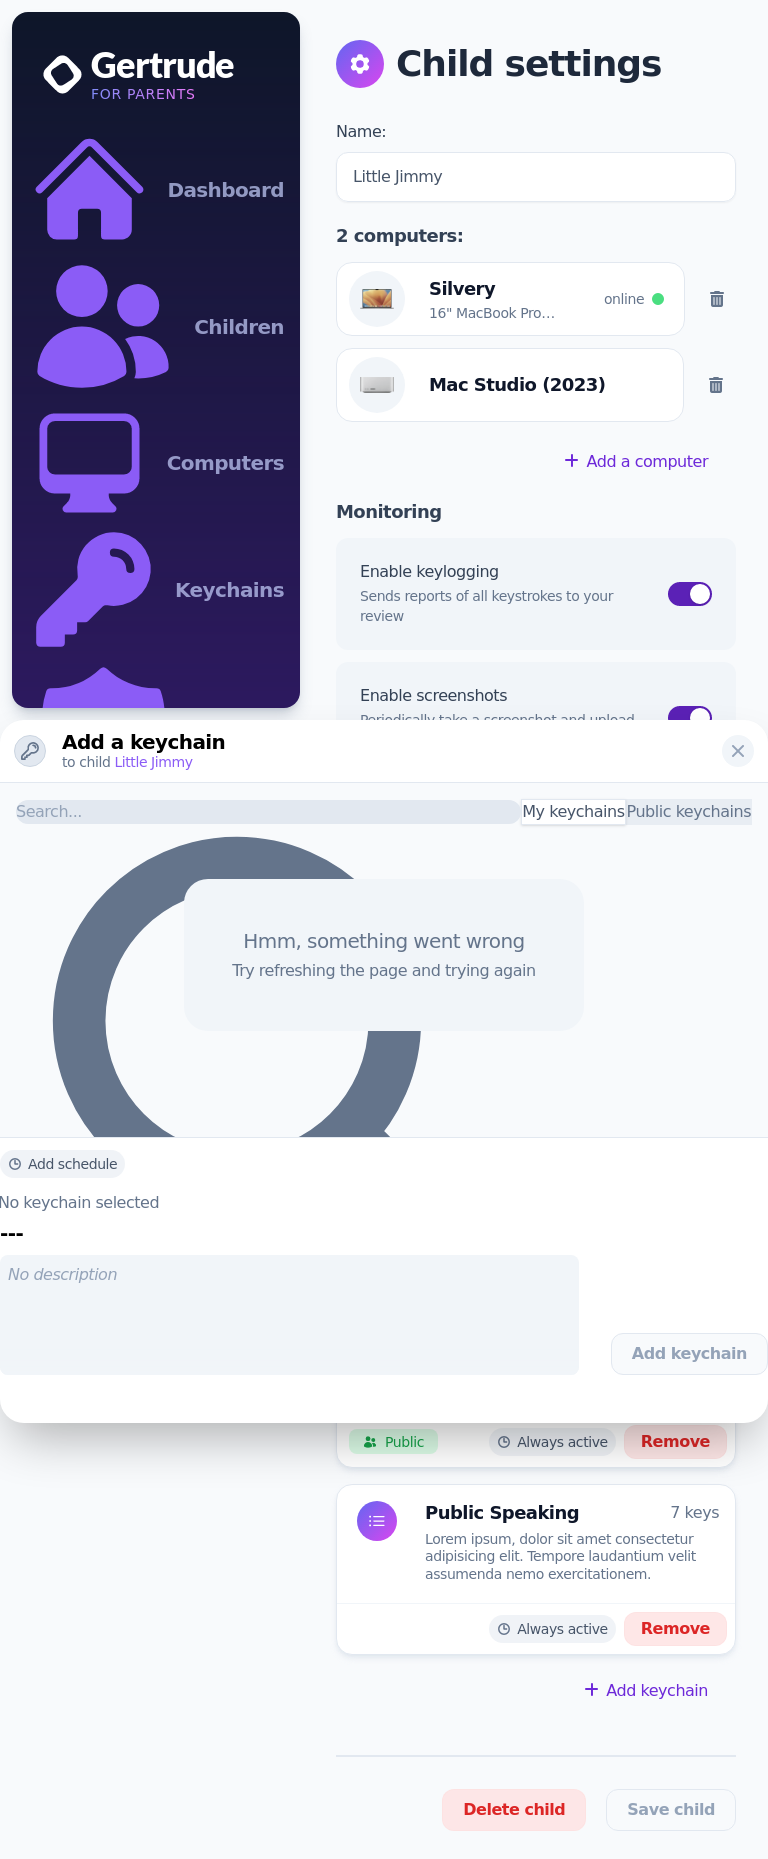 Gertrude
FOR PARENTS
Dashboard
Children
Computers
Keychains
Child settings
Name:
Little Jimmy
2 computers:
Silvery
16" MacBook Pro...
online
Mac Studio (2023)
+ Add a computer
Monitoring
Enable keylogging
Sends reports of all keystrokes to your
review
Enable screenshots
Periodically take a screenshot and upload
Add a keychain
to child Little Jimmy
Search...
My keychains
Public keychains
Hmm, something went wrong
Try refreshing the page and trying again
Add schedule
No keychain selected
---
No description
Add keychain
Public
Always active
Remove
Public Speaking
7 keys
Lorem ipsum, dolor sit amet consectetur
adipisicing elit. Tempore laudantium velit
assumenda nemo exercitationem.
Always active
Remove
+ Add keychain
Delete child
Save child